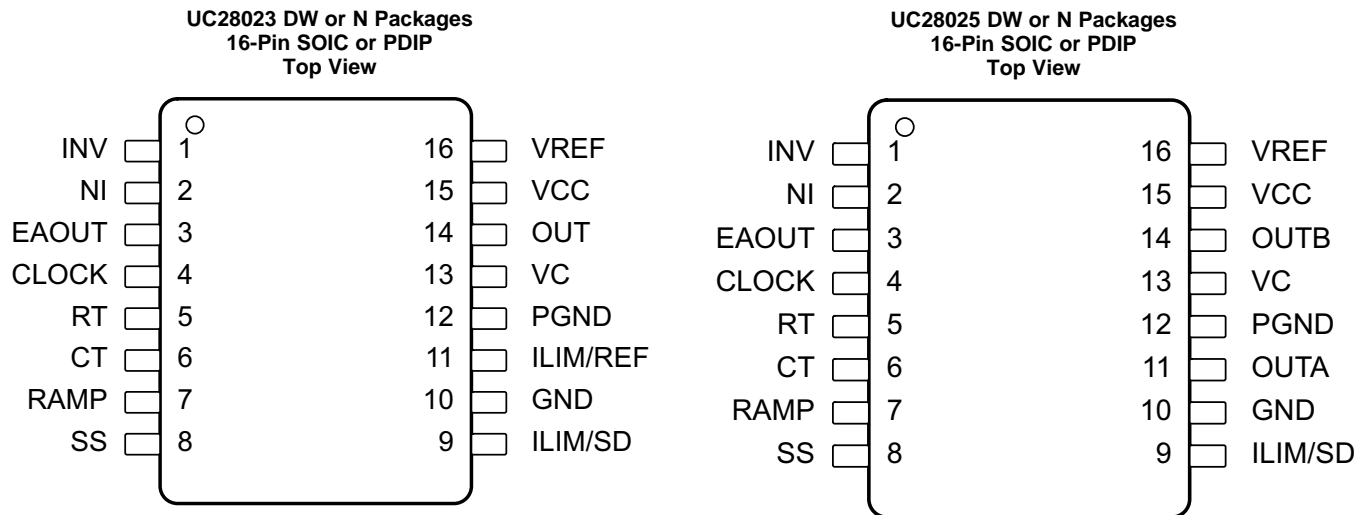 UC28023 DW or N Packages
16-Pin SOIC or PDIP
Top View
INV 1 16 VREF
NI 2 15 VCC
EAOUT 3 14 OUT
CLOCK 4 13 VC
RT 5 12 PGND
CT 6 11 ILIM/REF
RAMP 7 10 GND
SS 8 9 ILIM/SD
UC28025 DW or N Packages
16-Pin SOIC or PDIP
Top View
INV 1 16 VREF
NI 2 15 VCC
EAOUT 3 14 OUTB
CLOCK 4 13 VC
RT 5 12 PGND
CT 6 11 OUTA
RAMP 7 10 GND
SS 8 9 ILIM/SD